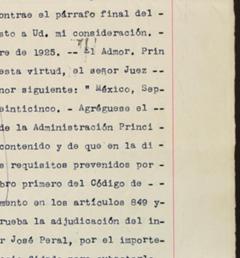 ontrae el párrafo final del -
sto a Ud. mi consideración. -
re de 1925. -- El Admor. Prin
esta virtud, el señor Juez --
nor siguiente: " México, Sep-
einticinco. - Agréguese el --
de la Administración Princi -
contenido y de que en la di -
s requisitos prevenidos por -
bro primero del Código de - -
mento en los artículos 849 y-
rueba la adjudicación del in-
r José Peral, por el importe-